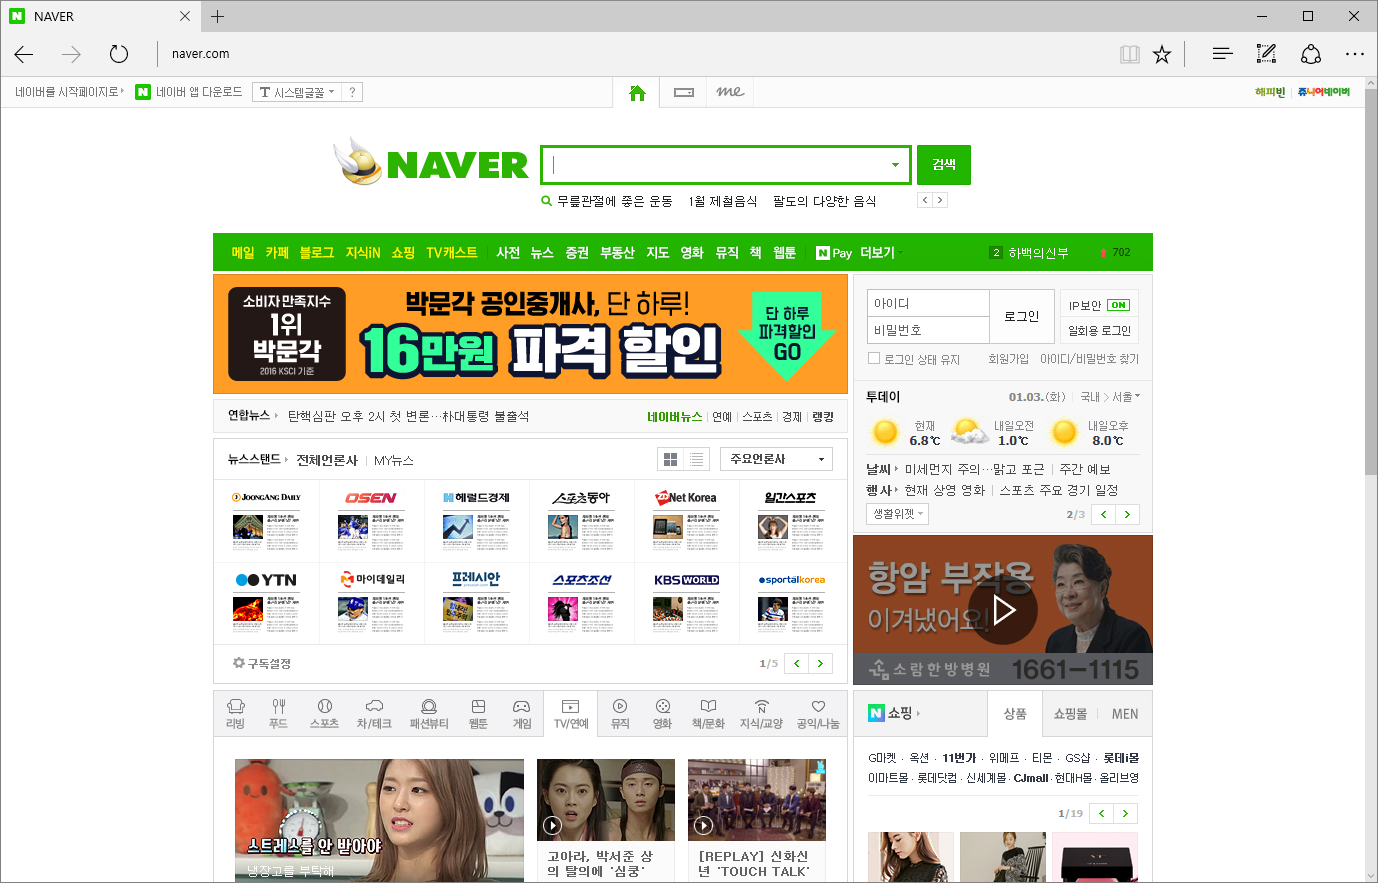 NAVER
naver.com
네이버를 시작페이지로
네이버 앱 다운로드
T 시스템글꼴
?
me
해피빈
쥬니어네이버
NAVER
검색
무릎관절에 좋은 운동 1월 제철음식 팔도의 다양한 음식
메일 카페 블로그 지식iN 쇼핑 TV캐스트 사전 뉴스 증권 부동산 지도 영화 뮤직 책 웹툰 N Pay 더보기
2 하백의신부 702
소비자만족지수
1위
박문각
2016 KSCI 기준
박문각 공인중개사, 단 하루!
16만원 파격 할인
단 하루
파격할인
GO
아이디
비밀번호
로그인
IP보안 ON
일회용 로그인
로그인 상태 유지
회원가입 아이디/비밀번호 찾기
연합뉴스 탄핵심판 오후 2시 첫 변론…朴대통령 불출석
네이버뉴스 연예 스포츠 경제 랭킹
투데이 01.03.(화) 국내 서울
현재
6.8℃
내일오전
1.0℃
내일오후
8.0℃
날씨 미세먼지 주의…맑고 포근 주간 예보
행사 현재 상영 영화 스포츠 주요 경기 일정
생활위젯
2/3
뉴스스탠드 전체언론사 MY뉴스
주요언론사
JOONGANG DAILY OSEN 헤럴드경제 스포츠동아 ZDNet Korea 일간스포츠
YTN 마이데일리 프레시안 스포츠조선 KBS WORLD sportalkorea
구독설정
1/5
항암 부작용
이겨냈어요!
소람한방병원 1661-1115
리빙 푸드 스포츠 차/테크 패션뷰티 웹툰 게임 TV/연예 뮤직 영화 책/문화 지식/교양 공익/나눔
N 쇼핑 상품 쇼핑몰 MEN
스트레스를 안 받아야
냉장고를 부탁해
고아라, 박서준 상
의 탈의에 '심쿵'
[REPLAY] 신화신
년 'TOUCH TALK'
G마켓 · 옥션 · 11번가 · 위메프 · 티몬 · GS샵 · 롯데i몰
이마트몰 · 롯데닷컴 · 신세계몰 · CJmall · 현대H몰 · 올리브영
1/19